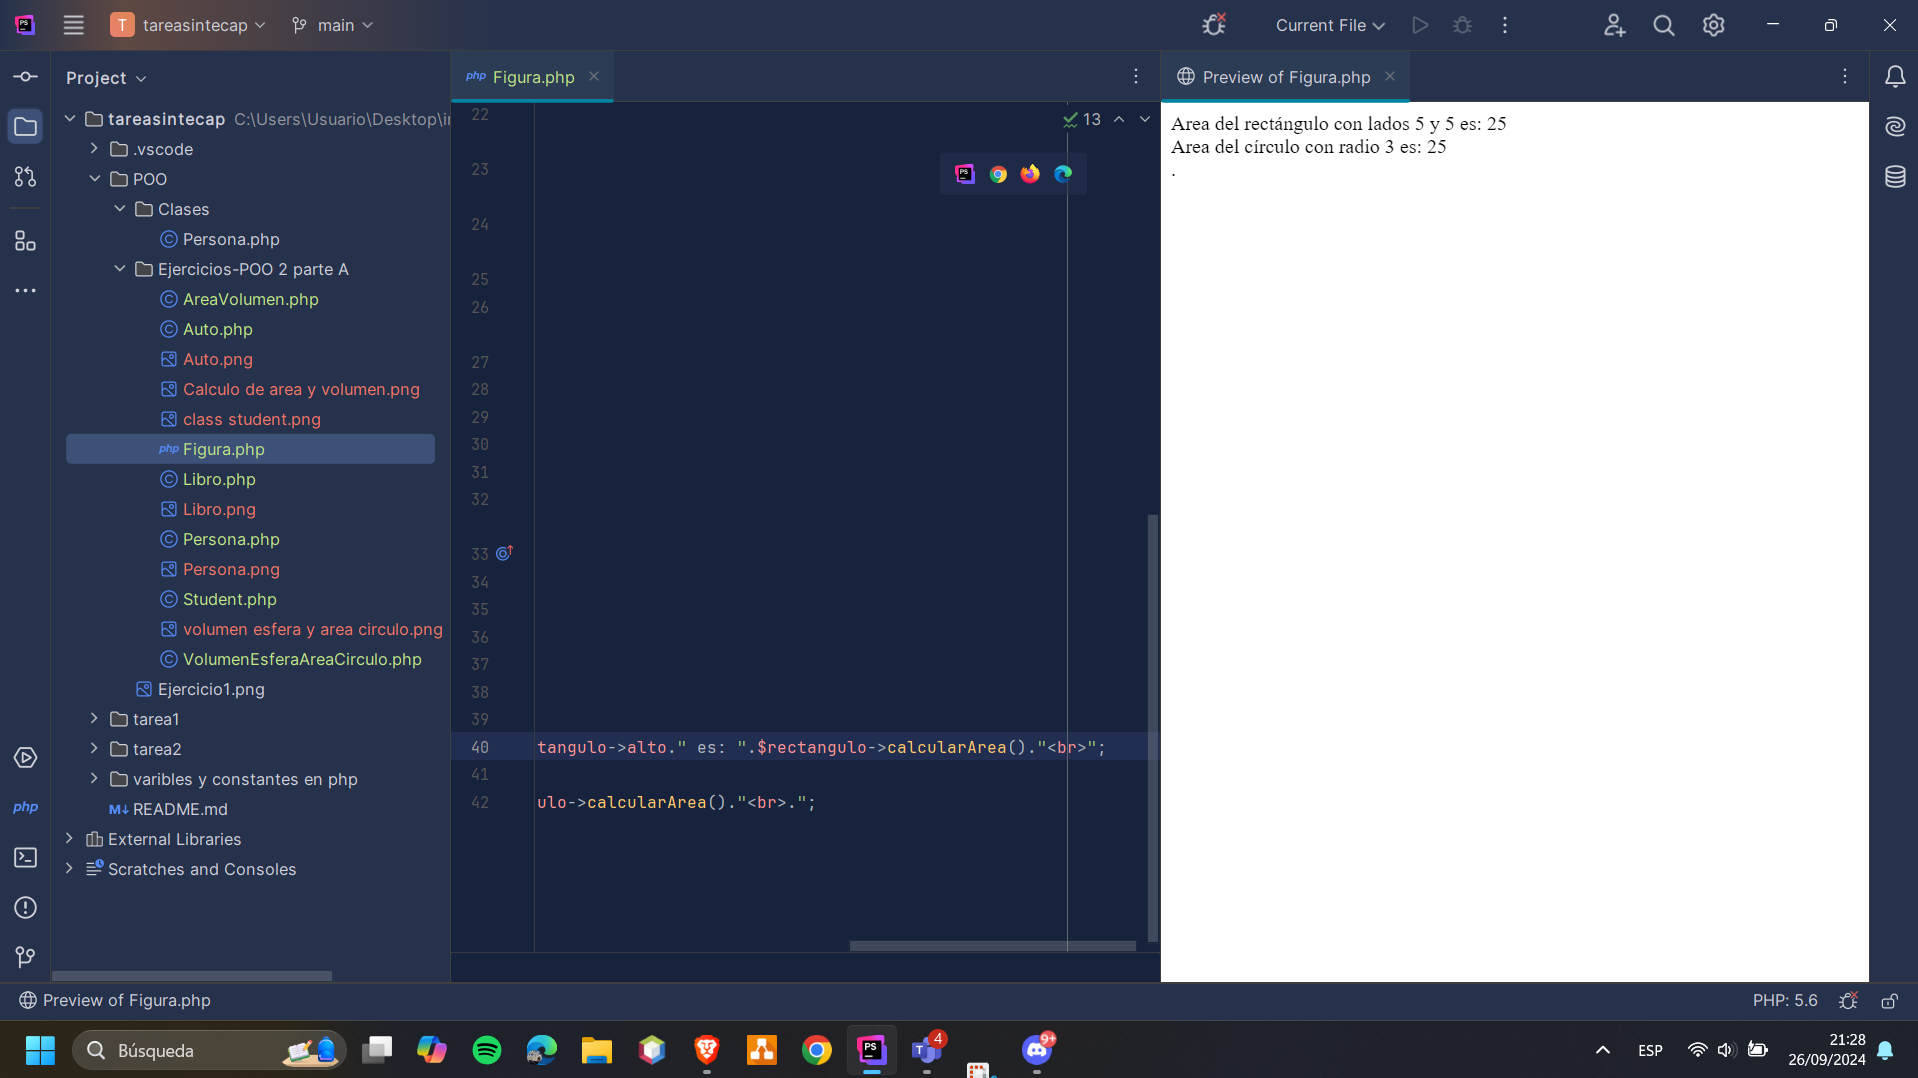 PS
T
tareasintecap
main
Current File
Project
php Figura.php
Preview of Figura.php
tareasintecap C:\Users\Usuario\Desktop\i
.vscode
POO
Clases
C Persona.php
Ejercicios-POO 2 parte A
C AreaVolumen.php
C Auto.php
Auto.png
Calculo de area y volumen.png
class student.png
php Figura.php
C Libro.php
Libro.png
C Persona.php
Persona.png
C Student.php
volumen esfera y area circulo.png
C VolumenEsferaAreaCirculo.php
Ejercicio1.png
tarea1
tarea2
varibles y constantes en php
M↓ README.md
External Libraries
Scratches and Consoles
php
13
PS
22
23
24
25
26
27
28
29
30
31
32
33
34
35
36
37
38
39
40 tangulo->alto." es: ".$rectangulo->calcularArea()."<br>";
41
42 ulo->calcularArea()."<br>.";
Area del rectángulo con lados 5 y 5 es: 25
Area del círculo con radio 3 es: 25
.
Preview of Figura.php
PHP: 5.6
Búsqueda
PS
T
4
9+
ESP
21:28
26/09/2024